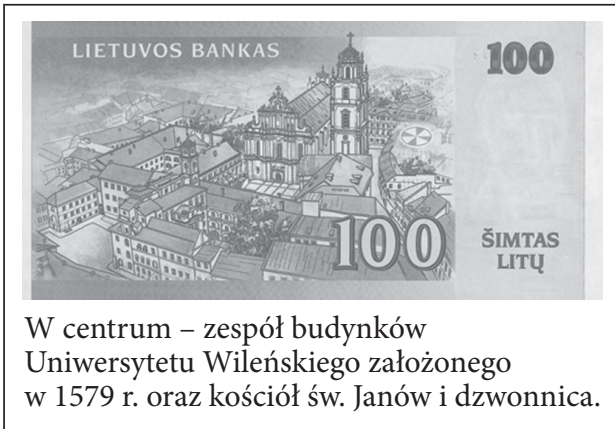 LIETUVOS BANKAS
100
100
ŠIMTAS
LITŲ
W centrum – zespół budynków
Uniwersytetu Wileńskiego założonego
w 1579 r. oraz kościół św. Janów i dzwonnica.